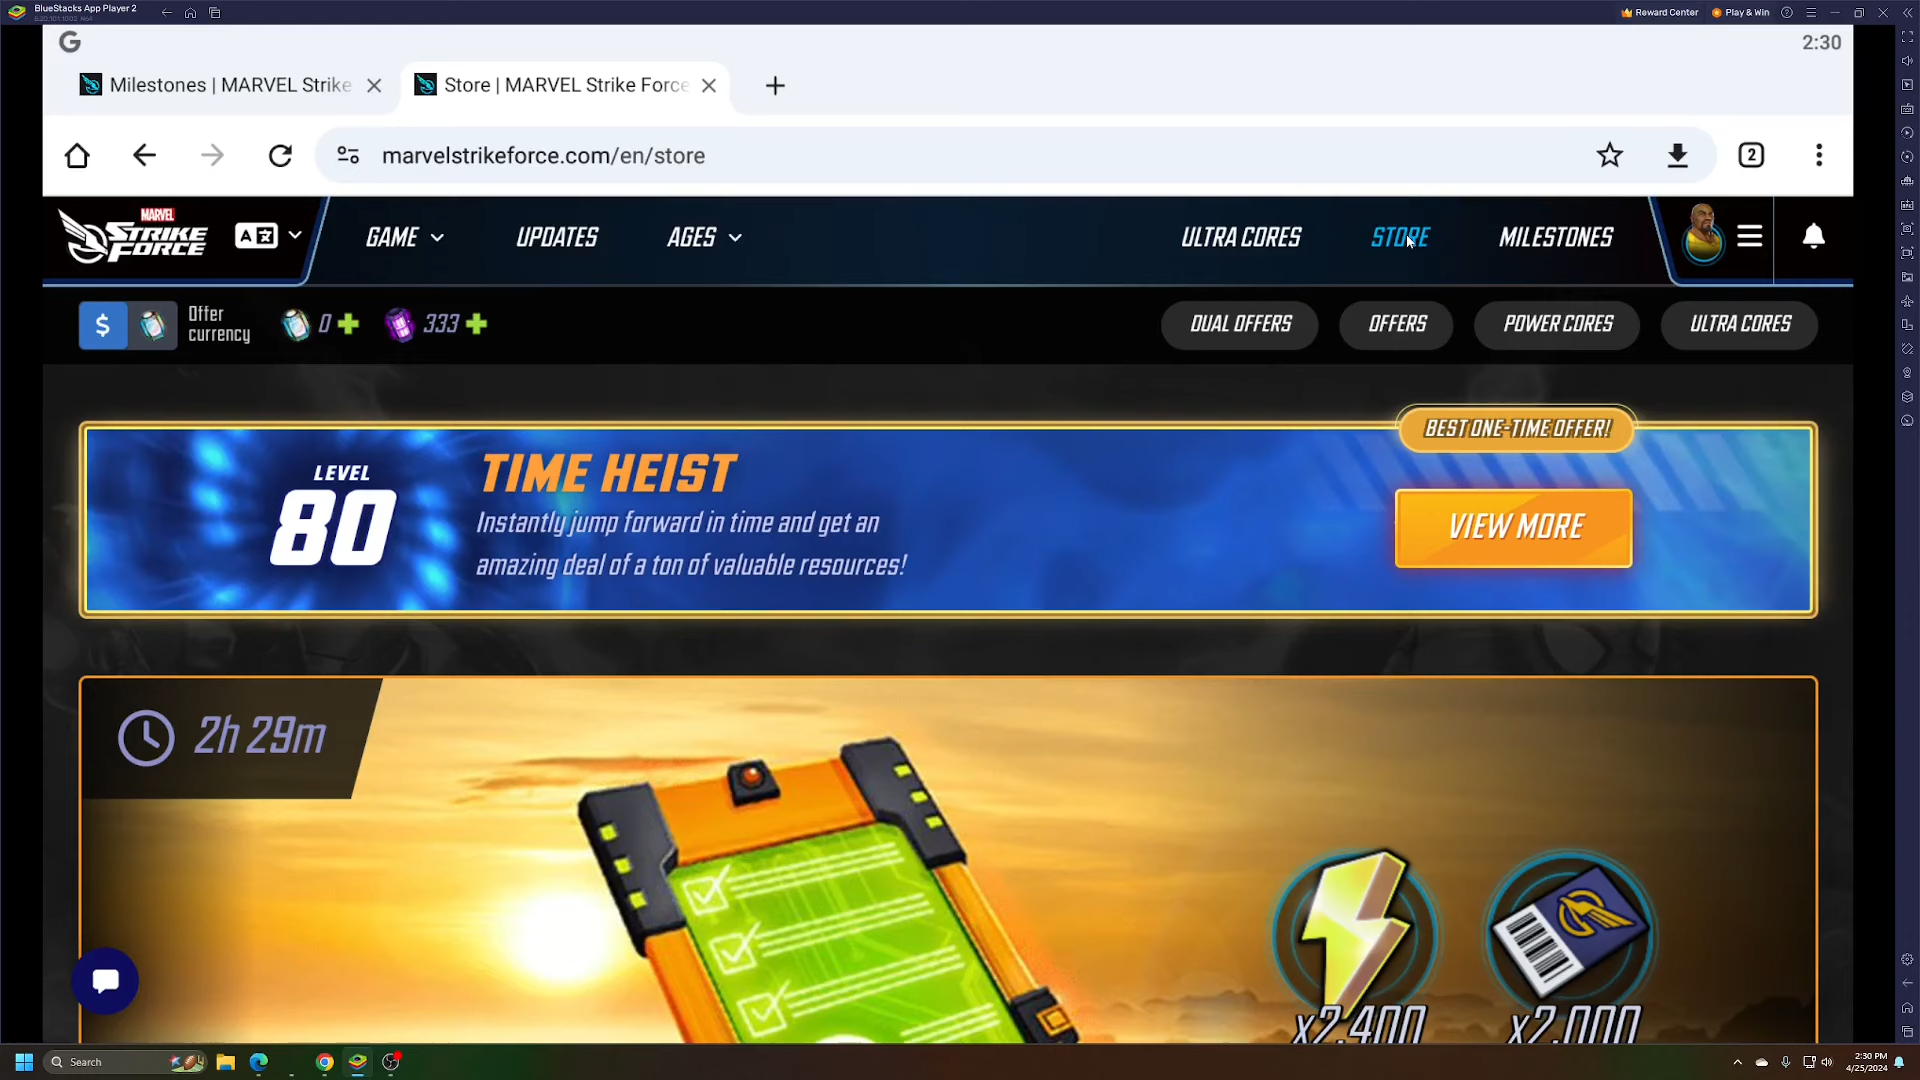 BlueStacks App Player 2
Reward Center
Play & Win
2:30
Milestones | MARVEL Strike
Store | MARVEL Strike Force
marvelstrikeforce.com/en/store
2
MARVEL
STRIKE
FORCE
GAME
UPDATES
AGES
ULTRA CORES
STORE
MILESTONES
$
Offer
currency
0
333
DUAL OFFERS
OFFERS
POWER CORES
ULTRA CORES
BEST ONE-TIME OFFER!
LEVEL
80
TIME HEIST
Instantly jump forward in time and get an
amazing deal of a ton of valuable resources!
VIEW MORE
2h 29m
x2,400
x2,000
Search
2:30 PM
4/25/2024